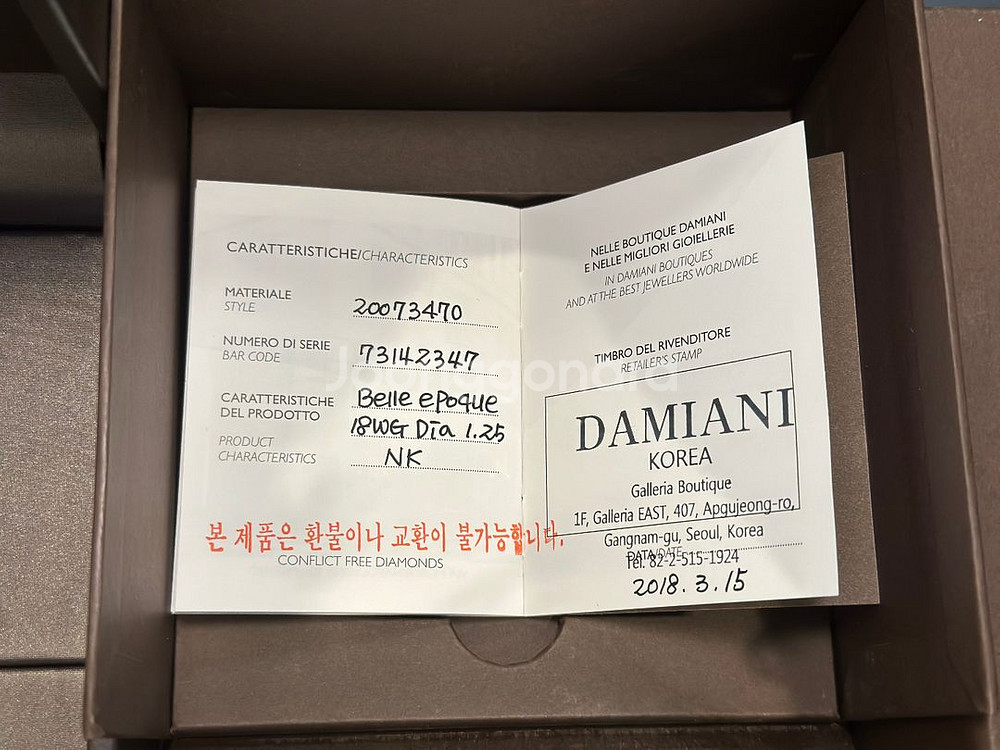 CARATTERISTICHE/CHARACTERISTICS
MATERIALE
STYLE
20073470
NUMERO DI SERIE
BAR CODE
73142347
CARATTERISTICHE
DEL PRODOTTO
PRODUCT
CHARACTERISTICS
Belle epoque
18WG Dia 1.25
NK
본 제품은 환불이나 교환이 불가능합니다.
CONFLICT FREE DIAMONDS
NELLE BOUTIQUE DAMIANI
E NELLE MIGLIORI GIOIELLERIE
IN DAMIANI BOUTIQUES
AND AT THE BEST JEWELLERS WORLDWIDE
TIMBRO DEL RIVENDITORE
RETAILER'S STAMP
DAMIANI
KOREA
Galleria Boutique
1F, Galleria EAST, 407, Apqujeong-ro,
Gangnam-gu, Seoul, Korea
DATA/DATE
Tel. 82-2-515-1924
2018. 3. 15